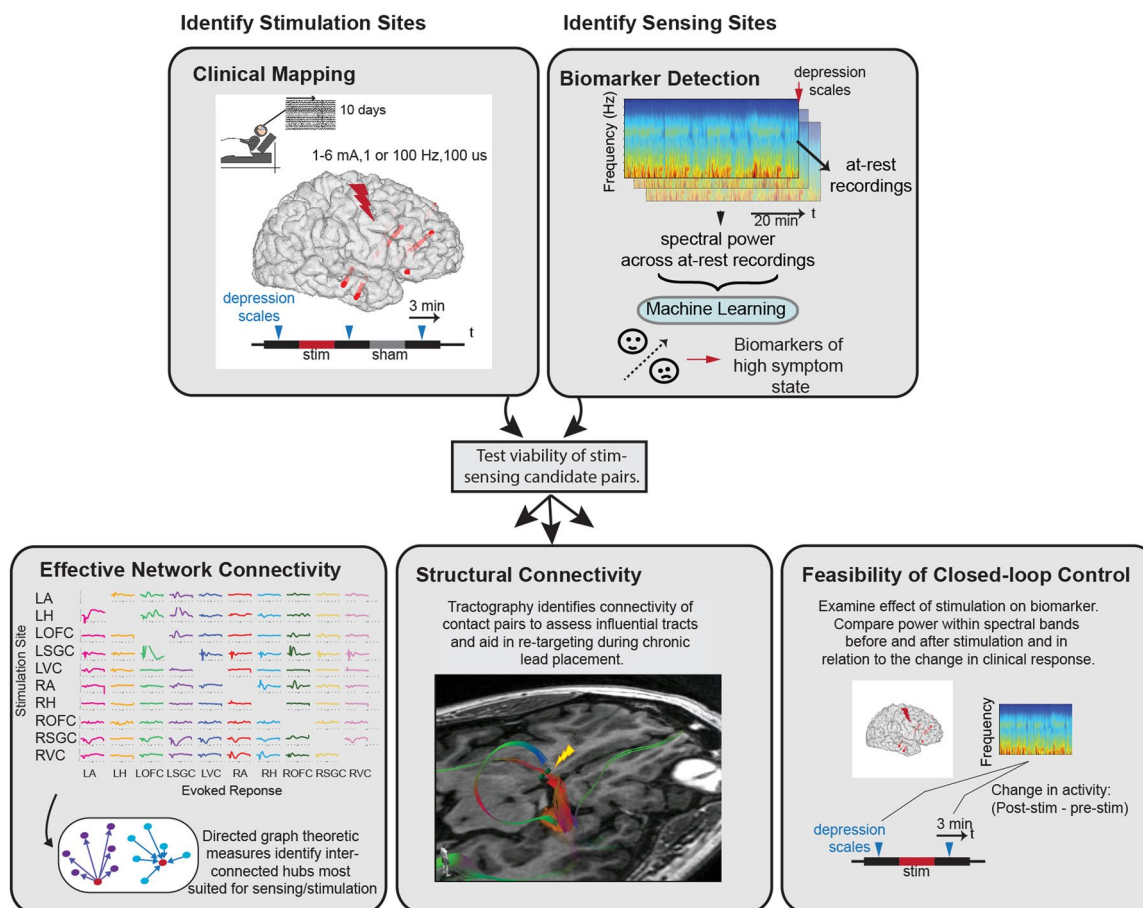 Identify Stimulation Sites
Identify Sensing Sites
Clinical Mapping
10 days
1-6 mA,1 or 100 Hz,100 us
depression
scales
3 min
t
stim
sham
Biomarker Detection
depression
scales
Frequency (Hz)
at-rest
recordings
20 min
t
spectral power
across at-rest recordings
Machine Learning
Biomarkers of
high symptom
state
Test viability of stim-
sensing candidate pairs.
Effective Network Connectivity
Stimulation Site
LA
LH
LOFC
LSGC
LVC
RA
RH
ROFC
RSGC
RVC
LA LH LOFC LSGC LVC RA RH ROFC RSGC RVC
Evoked Reponse
Directed graph theoretic
measures identify inter-
connected hubs most
suited for sensing/stimulation
Structural Connectivity
Tractography identifies connectivity of
contact pairs to assess influential tracts
and aid in re-targeting during chronic
lead placement.
Feasibility of Closed-loop Control
Examine effect of stimulation on biomarker.
Compare power within spectral bands
before and after stimulation and in
relation to the change in clinical response.
Frequency
Change in activity:
(Post-stim - pre-stim)
depression
scales
3 min
t
stim